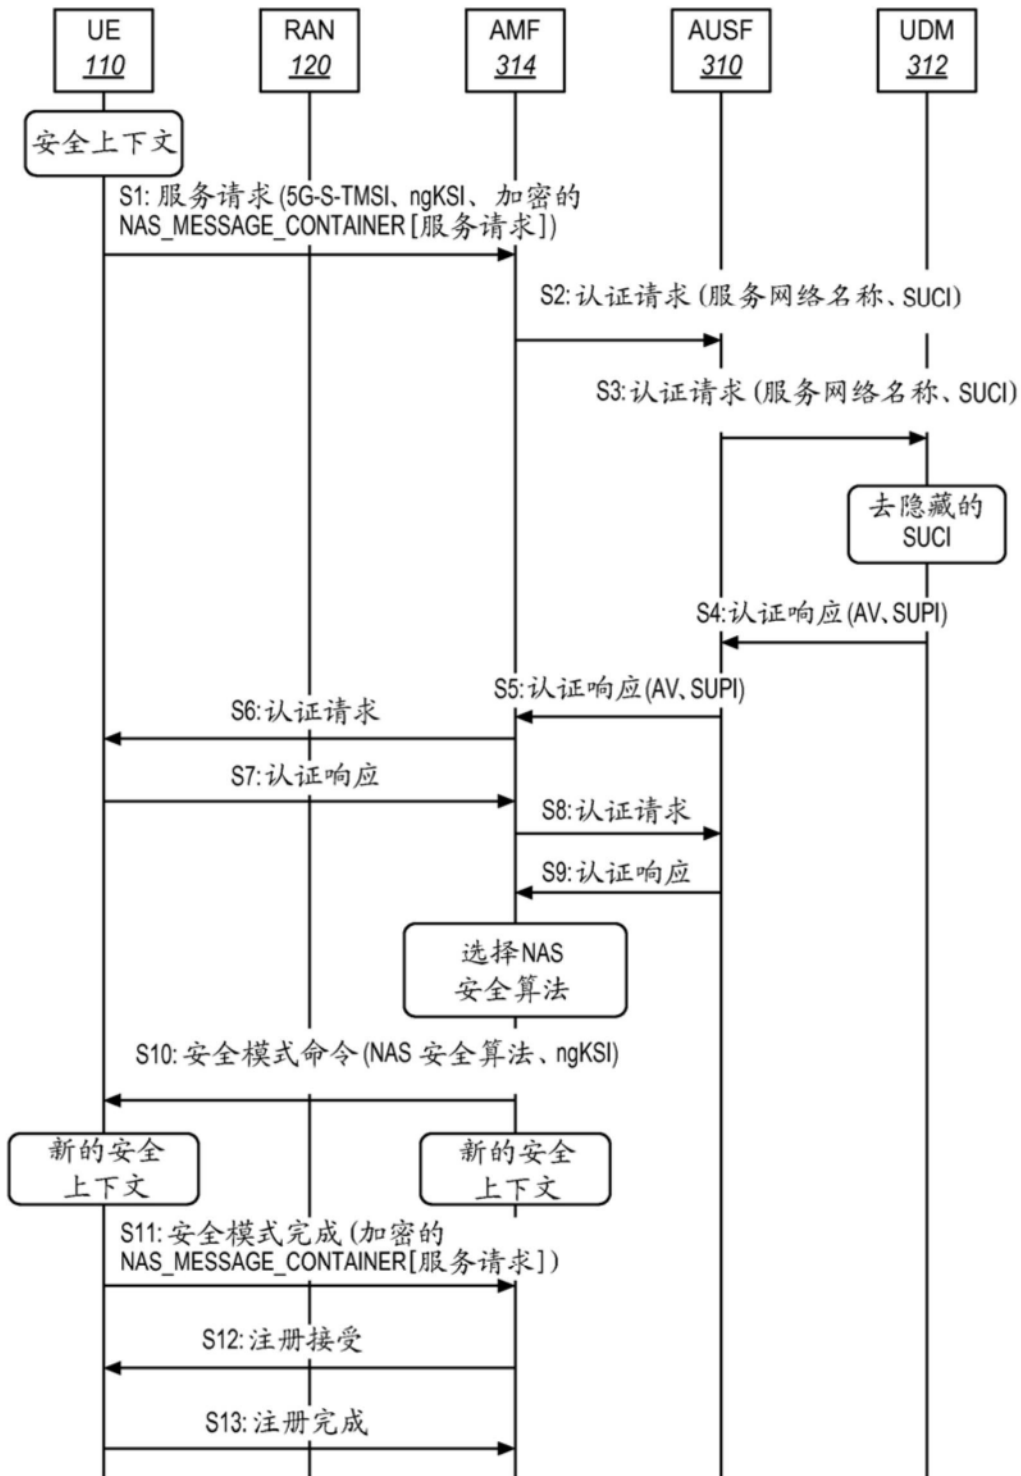 UE
110
RAN
120
AMF
314
AUSF
310
UDM
312
安全上下文
S1: 服务请求 (5G-S-TMSI、ngKSI、加密的
NAS_MESSAGE_CONTAINER [服务请求])
S2:认证请求 (服务网络名称、SUCI)
S3:认证请求 (服务网络名称、SUCI)
去隐藏的
SUCI
S4:认证响应 (AV、SUPI)
S5:认证响应 (AV、SUPI)
S6:认证请求
S7:认证响应
S8:认证请求
S9:认证响应
选择NAS
安全算法
S10: 安全模式命令 (NAS 安全算法、ngKSI)
新的安全
上下文
新的安全
上下文
S11: 安全模式完成 (加密的
NAS_MESSAGE_CONTAINER [服务请求])
S12:注册接受
S13:注册完成